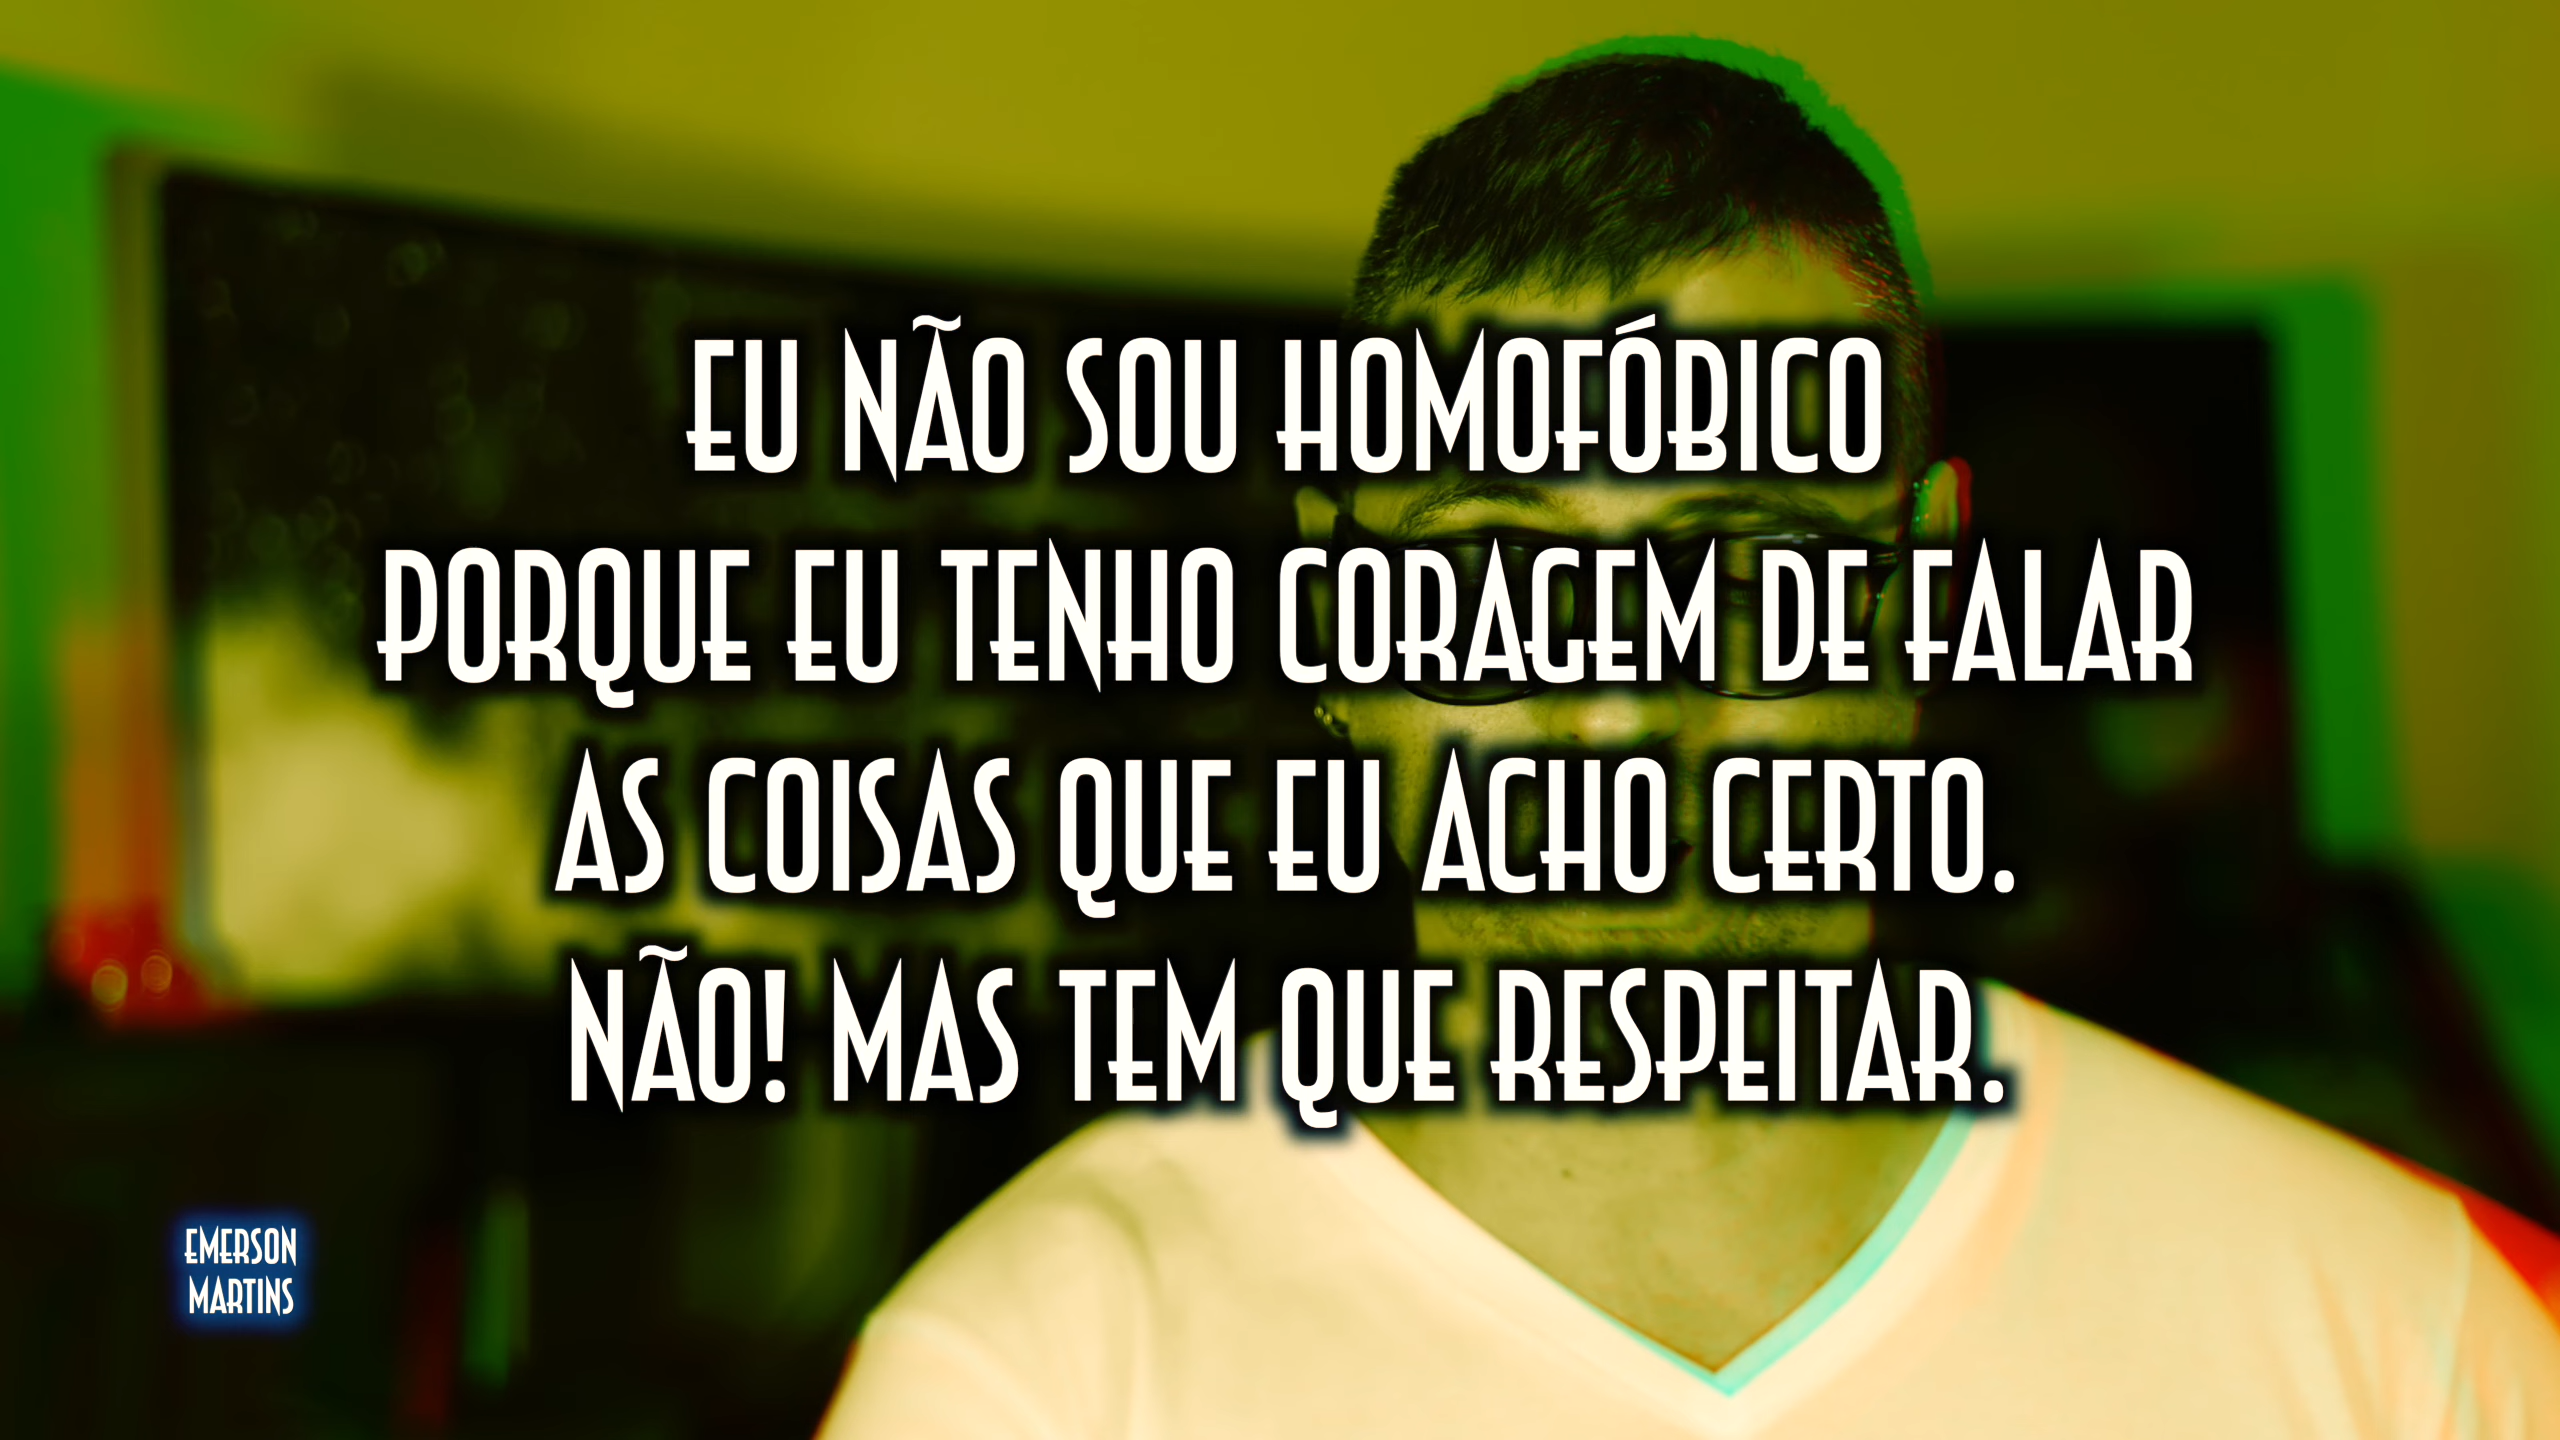 EU NÃO SOU HOMOFÓBICO
PORQUE EU TENHO CORAGEM DE FALAR
AS COISAS QUE EU ACHO CERTO.
NÃO! MAS TEM QUE RESPEITAR.
EMERSON
MARTINS